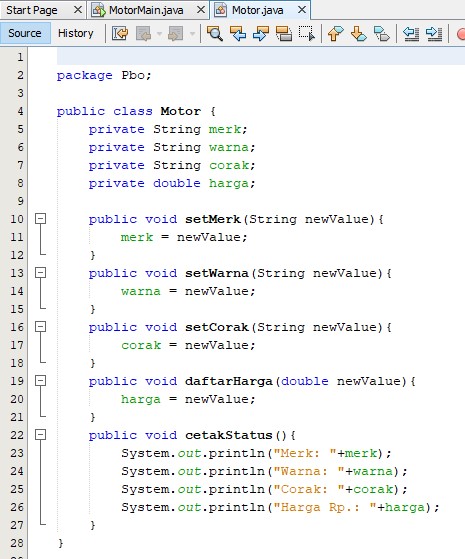 Start Page MotorMain.java Motor.java
Source History
1
2 package Pbo;
3
4 public class Motor {
5     private String merk;
6     private String warna;
7     private String corak;
8     private double harga;
9
10     public void setMerk(String newValue){
11         merk = newValue;
12     }
13     public void setWarna(String newValue){
14         warna = newValue;
15     }
16     public void setCorak(String newValue){
17         corak = newValue;
18     }
19     public void daftarHarga(double newValue){
20         harga = newValue;
21     }
22     public void cetakStatus(){
23         System.out.println("Merk: "+merk);
24         System.out.println("Warna: "+warna);
25         System.out.println("Corak: "+corak);
26         System.out.println("Harga Rp.: "+harga);
27     }
28 }